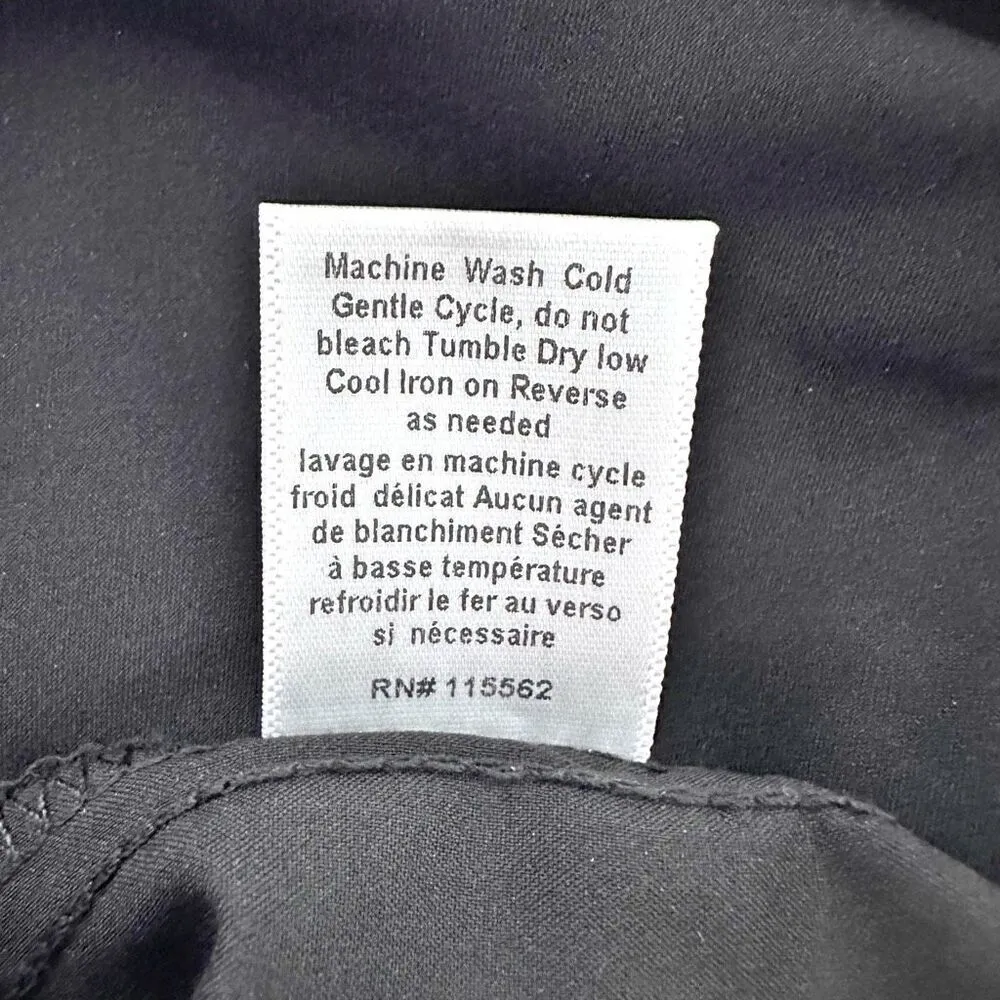 Machine Wash Cold
Gentle Cycle, do not
bleach Tumble Dry low
Cool Iron on Reverse
as needed
lavage en machine cycle
froid délicat Aucun agent
de blanchiment Sécher
à basse température
refroidir le fer au verso
si nécessaire
RN# 115562